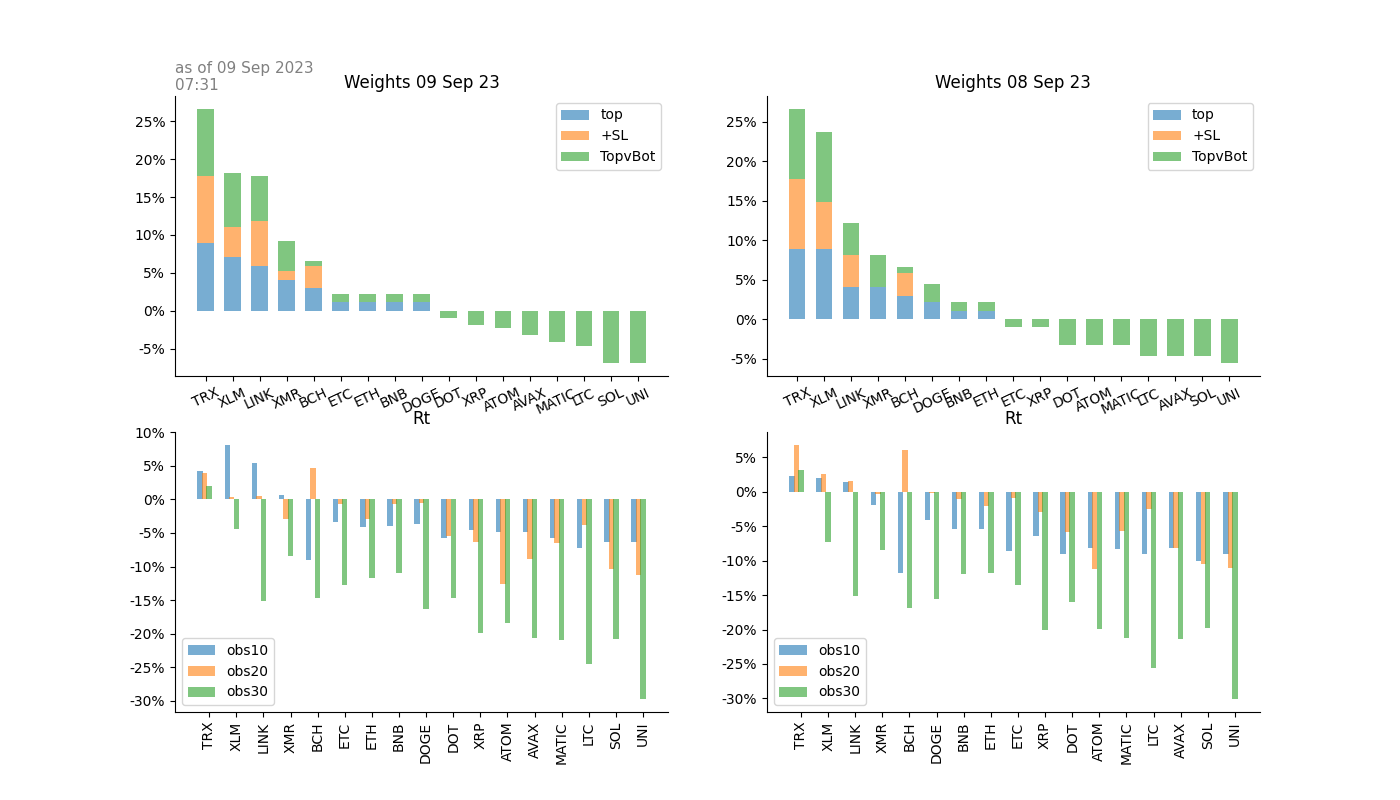 as of 09 Sep 2023
07:31
Weights 09 Sep 23
25%
20%
15%
10%
5%
0%
-5%
top
+SL
TopvBot
TRX XLM LINK XMR BCH ETC ETH BNB DOGE DOT XRP ATOM AVAX MATIC LTC SOL UNI
Weights 08 Sep 23
25%
20%
15%
10%
5%
0%
-5%
top
+SL
TopvBot
TRX XLM LINK XMR BCH DOGE BNB ETH ETC XRP DOT ATOM MATIC LTC AVAX SOL UNI
Rt
10%
5%
0%
-5%
-10%
-15%
-20%
-25%
-30%
obs10
obs20
obs30
TRX XLM LINK XMR BCH ETC ETH BNB DOGE DOT XRP ATOM AVAX MATIC LTC SOL UNI
Rt
5%
0%
-5%
-10%
-15%
-20%
-25%
-30%
obs10
obs20
obs30
TRX XLM LINK XMR BCH DOGE BNB ETH ETC XRP DOT ATOM MATIC LTC AVAX SOL UNI